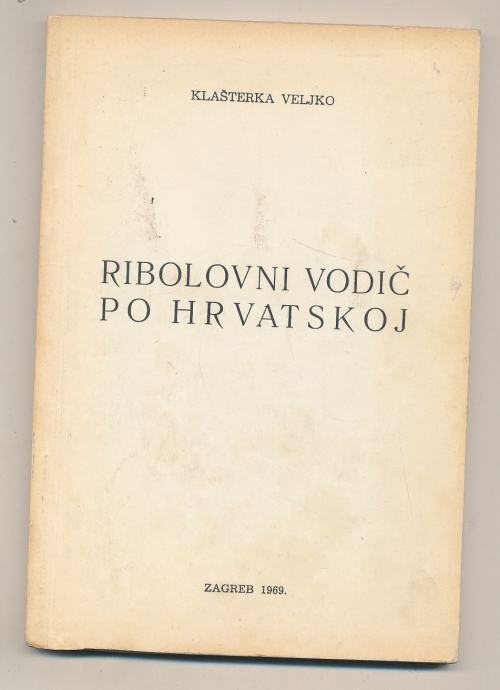 KLAŠTERKA VELJKO
RIBOLOVNI VODIČ
PO HRVATSKOJ
ZAGREB 1969.